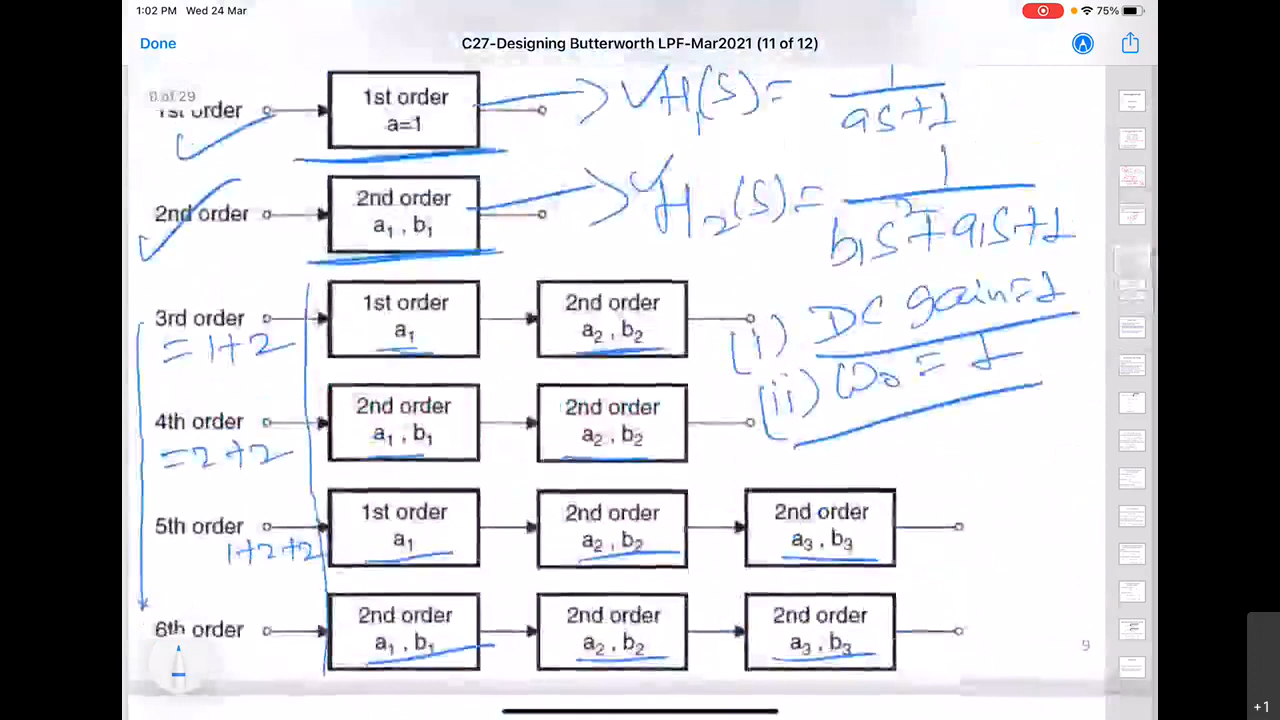 1:02 PM Wed 24 Mar
75%
Done
C27-Designing Butterworth LPF-Mar2021 (11 of 12)
of 29
1st order
1st order
a=1
H₁(s) = 1/as+1
2nd order
2nd order
a₁ , b₁
H₂(s) = 1/b₁s²+a₁s+1
3rd order
= 1+2
1st order
a₁
2nd order
a₂ , b₂
(i) DC gain=1
(ii) ω₀ = 1
4th order
=2+2
2nd order
a₁ , b₁
2nd order
a₂ , b₂
5th order
1+2+2
1st order
a₁
2nd order
a₂ , b₂
2nd order
a₃ , b₃
6th order
2nd order
a₁ , b₁
2nd order
a₂ , b₂
2nd order
a₃ , b₃
9
+1